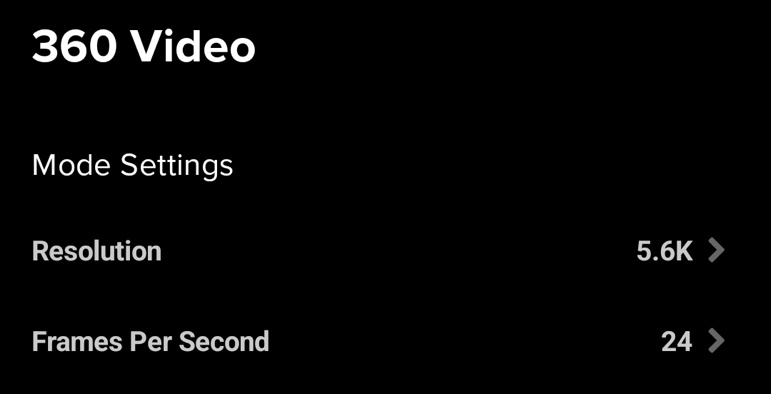 360 Video
Mode Settings
Resolution 5.6K
Frames Per Second 24